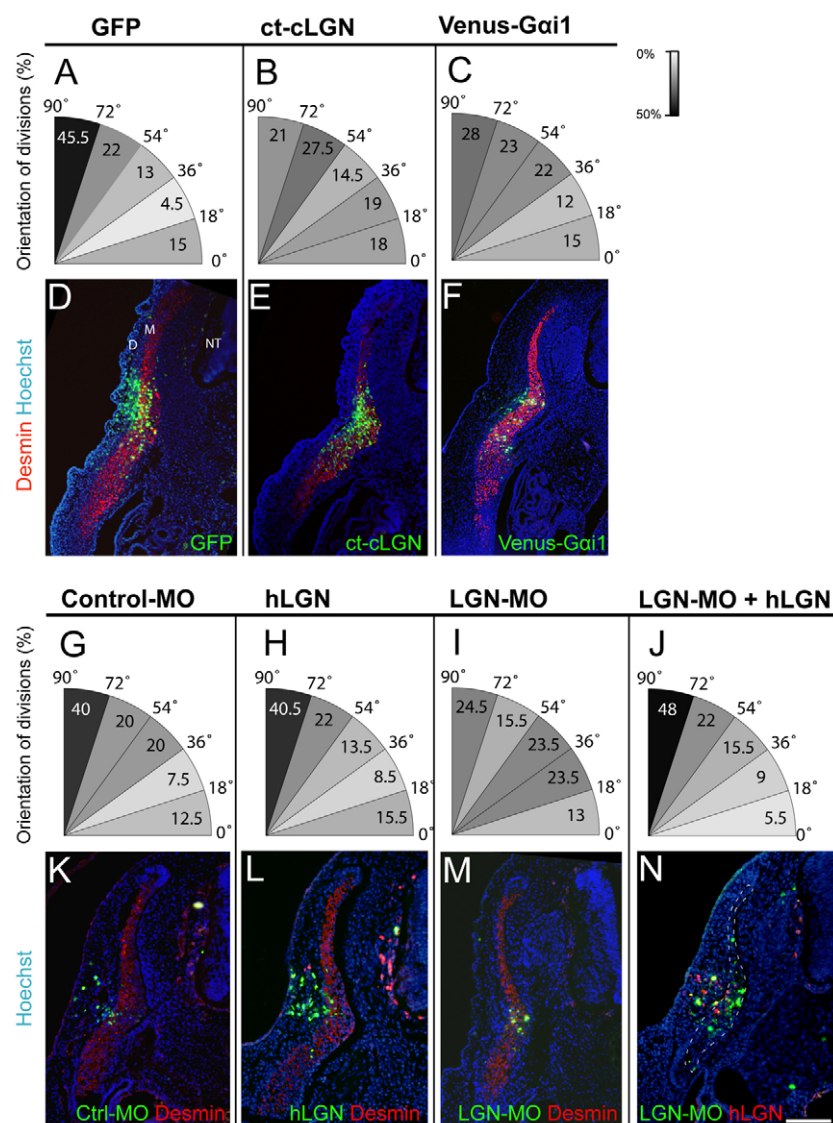 GFP ct-cLGN Venus-Gαi1
0%
50%
Orientation of divisions (%)
A B C
90° 72° 54° 36° 18° 0°
45.5 22 13 4.5 15
90° 72° 54° 36° 18° 0°
21 27.5 14.5 19 18
90° 72° 54° 36° 18° 0°
28 23 22 12 15
Desmin Hoechst
D M D NT GFP
E ct-cLGN
F Venus-Gαi1
Control-MO hLGN LGN-MO LGN-MO + hLGN
Orientation of divisions (%)
G H I J
90° 72° 54° 36° 18° 0°
40 20 20 7.5 12.5
90° 72° 54° 36° 18° 0°
40.5 22 13.5 8.5 15.5
90° 72° 54° 36° 18° 0°
24.5 15.5 23.5 23.5 13
90° 72° 54° 36° 18° 0°
48 22 15.5 9 5.5
Hoechst
K Ctrl-MO Desmin
L hLGN Desmin
M LGN-MO Desmin
N LGN-MO hLGN